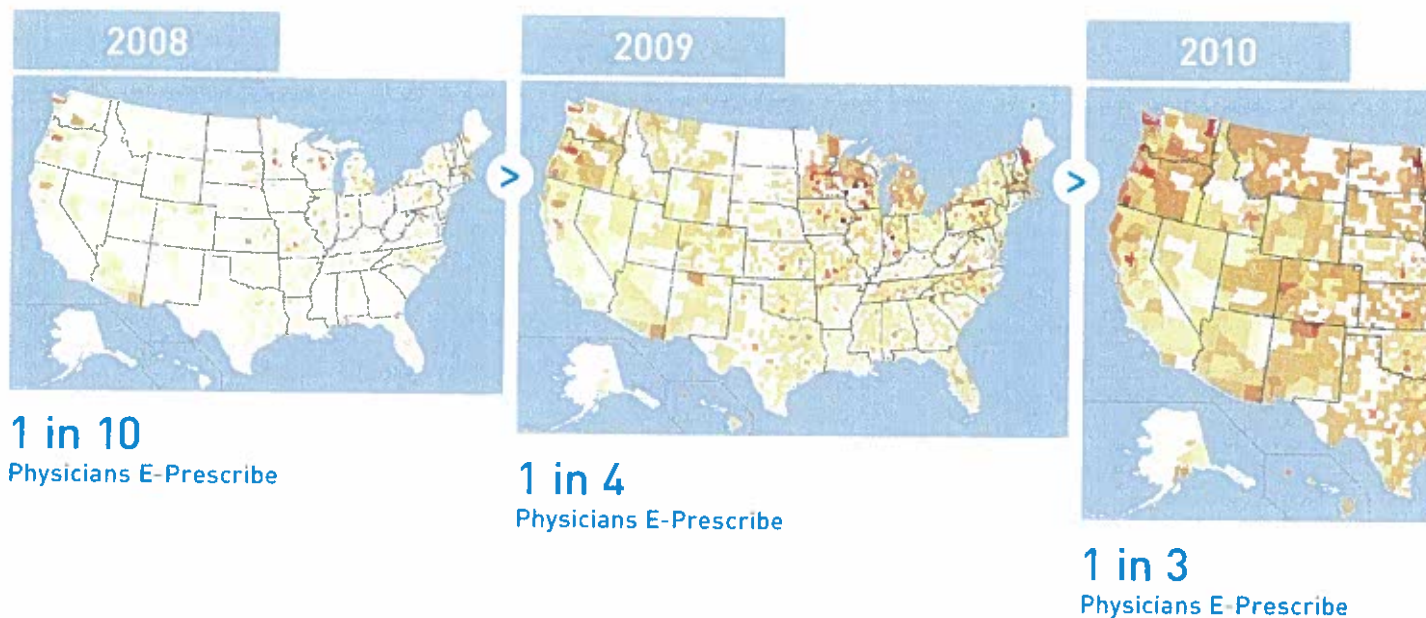 2008
2009
2010
>
>
1 in 10
Physicians E-Prescribe
1 in 4
Physicians E-Prescribe
1 in 3
Physicians E-Prescribe